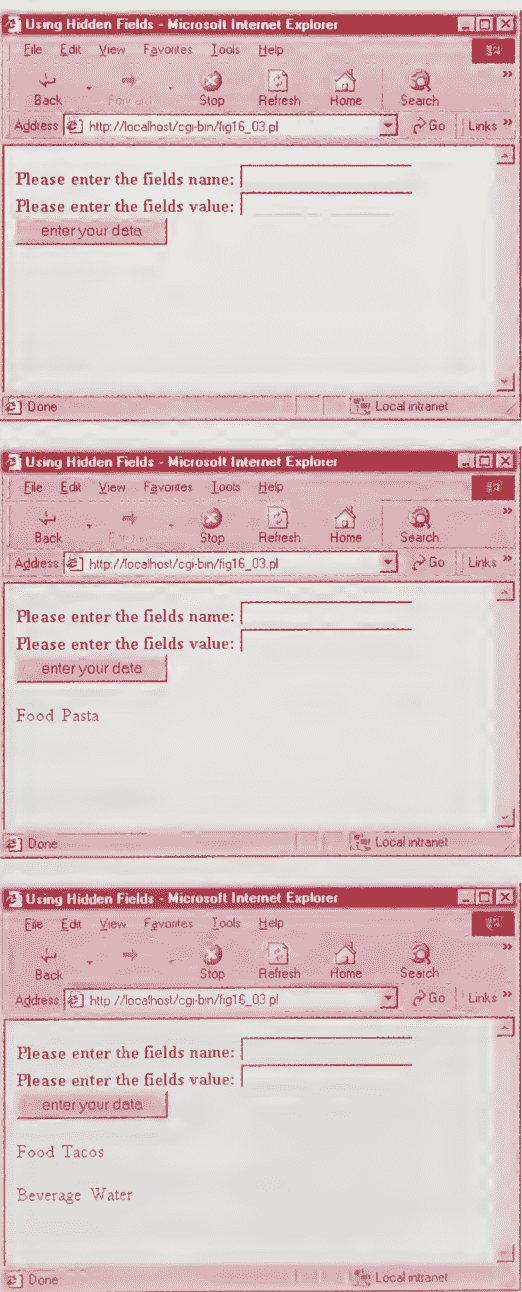 Using Hidden Fields - Microsoft Internet Explorer
File Edit View Favorites Tools Help
Back Forward Stop Refresh Home Search »
Address http://localhost/cgi-bin/fig16_03.pl Go Links »
Please enter the fields name:
Please enter the fields value:
enter your data
Done Local intranet
Using Hidden Fields - Microsoft Internet Explorer
File Edit View Favorites Tools Help
Back Forward Stop Refresh Home Search »
Address http://localhost/cgi-bin/fig16_03.pl Go Links »
Please enter the fields name:
Please enter the fields value:
enter your data
Food Pasta
Done Local intranet
Using Hidden Fields - Microsoft Internet Explorer
File Edit View Favorites Tools Help
Back Stop Refresh Home Search »
Address http://localhost/cgi-bin/fig16_03.pl Go Links »
Please enter the fields name:
Please enter the fields value:
enter your data
Food Tacos
Beverage Water
Done Local intranet